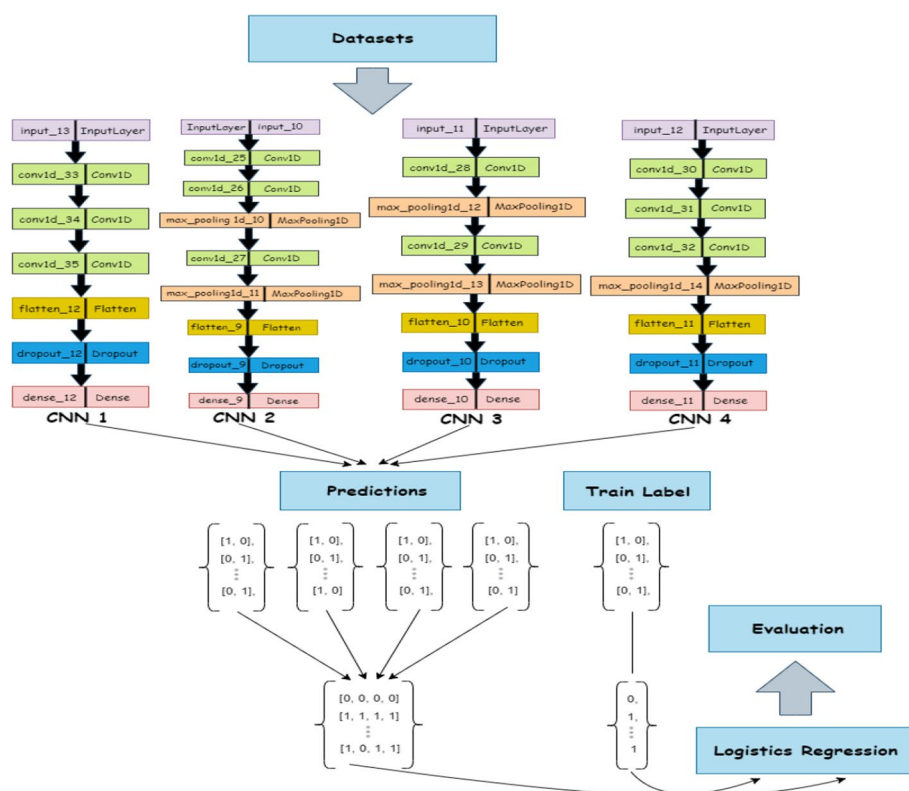 Datasets
input_13 InputLayer
conv1d_33 Conv1D
conv1d_34 Conv1D
conv1d_35 Conv1D
flatten_12 Flatten
dropout_12 Dropout
dense_12 Dense
CNN 1
InputLayer input_10
conv1d_25 Conv1D
conv1d_26 Conv1D
max_pooling 1d_10 MaxPooling1D
conv1d_27 Conv1D
max_pooling1d_11 MaxPooling1D
flatten_9 Flatten
dropout_9 Dropout
dense_9 Dense
CNN 2
input_11 InputLayer
conv1d_28 Conv1D
max_pooling1d_12 MaxPooling1D
conv1d_29 Conv1D
max_pooling1d_13 MaxPooling1D
flatten_10 Flatten
dropout_10 Dropout
dense_10 Dense
CNN 3
input_12 InputLayer
conv1d_30 Conv1D
conv1d_31 Conv1D
conv1d_32 Conv1D
max_pooling1d_14 MaxPooling1D
flatten_11 Flatten
dropout_11 Dropout
dense_11 Dense
CNN 4
Predictions
Train Label
[1, 0], [1, 0], [1, 0], [1, 0], [1, 0],
[0, 1], [0, 1], [0, 1], [0, 1], [0, 1],
[0, 1], [1, 0] [0, 1], [0, 1] [0, 1],
[0, 0, 0, 0]
[1, 1, 1, 1]
[1, 0, 1, 1]
0,
1,
1
Evaluation
Logistics Regression